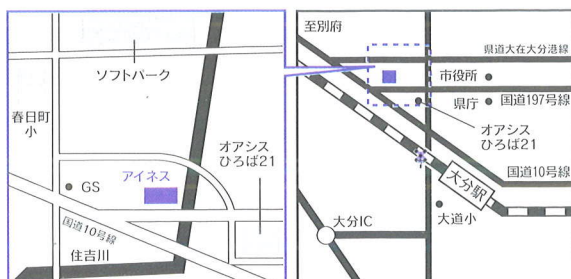 ソフトパーク
春日町
小
オアシス
ひろば21
アイネス
GS
国道10号線
住吉川
至別府
県道大在大分港線
市役所
県庁
国道197号線
オアシス
ひろば21
国道10号線
大分駅
大道小
大分IC